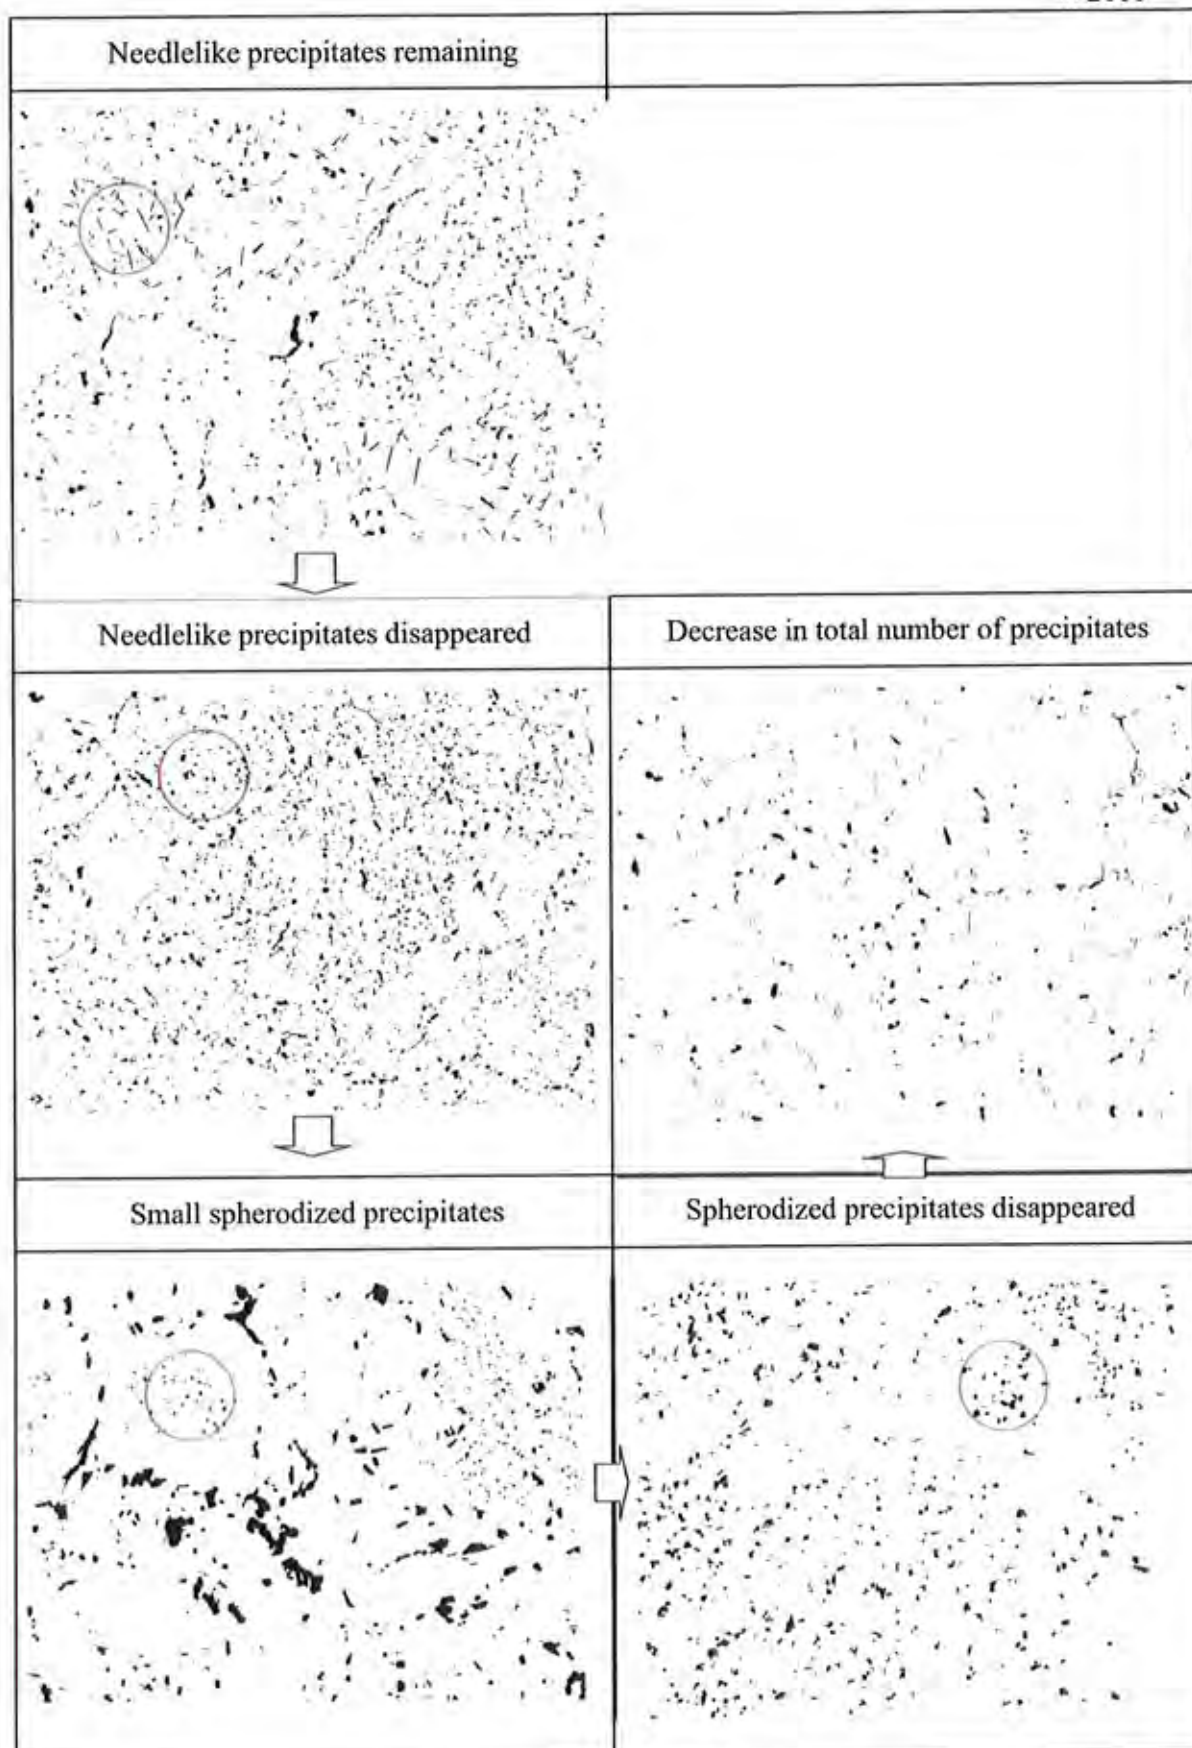 Needlelike precipitates remaining
Needlelike precipitates disappeared
Decrease in total number of precipitates
Small spherodized precipitates
Spherodized precipitates disappeared